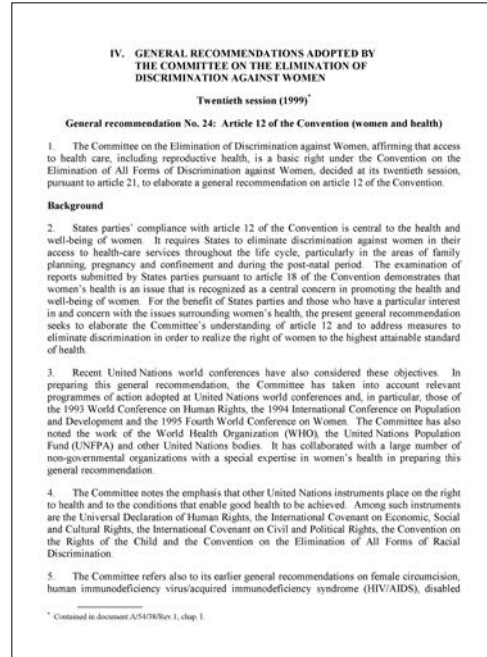 IV. GENERAL RECOMMENDATIONS ADOPTED BY
THE COMMITTEE ON THE ELIMINATION OF
DISCRIMINATION AGAINST WOMEN
Twentieth session (1999)*
General recommendation No. 24: Article 12 of the Convention (women and health)
1. The Committee on the Elimination of Discrimination against Women, affirming that access
to health care, including reproductive health, is a basic right under the Convention on the
Elimination of All Forms of Discrimination against Women, decided at its twentieth session,
pursuant to article 21, to elaborate a general recommendation on article 12 of the Convention.
Background
2. States parties' compliance with article 12 of the Convention is central to the health and
well-being of women. It requires States to eliminate discrimination against women in their
access to health-care services throughout the life cycle, particularly in the areas of family
planning, pregnancy and confinement and during the post-natal period. The examination of
reports submitted by States parties pursuant to article 18 of the Convention demonstrates that
women's health is an issue that is recognized as a central concern in promoting the health and
well-being of women. For the benefit of States parties and those who have a particular interest
in and concern with the issues surrounding women's health, the present general recommendation
seeks to elaborate the Committee's understanding of article 12 and to address measures to
eliminate discrimination in order to realize the right of women to the highest attainable standard
of health.
3. Recent United Nations world conferences have also considered these objectives. In
preparing this general recommendation, the Committee has taken into account relevant
programmes of action adopted at United Nations world conferences and, in particular, those of
the 1993 World Conference on Human Rights, the 1994 International Conference on Population
and Development and the 1995 Fourth World Conference on Women. The Committee has also
noted the work of the World Health Organization (WHO), the United Nations Population
Fund (UNFPA) and other United Nations bodies. It has collaborated with a large number of
non-governmental organizations with a special expertise in women's health in preparing this
general recommendation.
4. The Committee notes the emphasis that other United Nations instruments place on the right
to health and to the conditions that enable good health to be achieved. Among such instruments
are the Universal Declaration of Human Rights, the International Covenant on Economic, Social
and Cultural Rights, the International Covenant on Civil and Political Rights, the Convention on
the Rights of the Child and the Convention on the Elimination of All Forms of Racial
Discrimination.
5. The Committee refers also to its earlier general recommendations on female circumcision,
human immunodeficiency virus/acquired immunodeficiency syndrome (HIV/AIDS), disabled
* Contained in document A/54/38/Rev.1, chap. I.